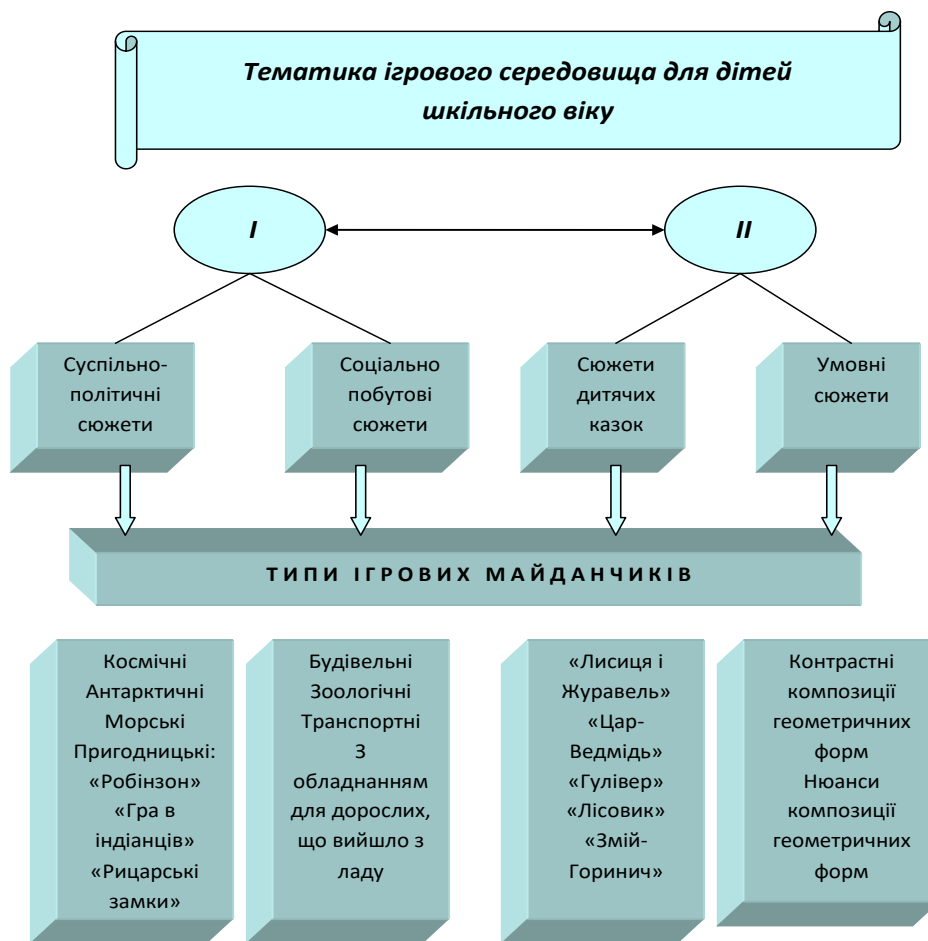 Тематика ігрового середовища для дітей
шкільного віку
I
II
Суспільно-
політичні
сюжети
Соціально
побутові
сюжети
Сюжети
дитячих
казок
Умовні
сюжети
ТИПИ ІГРОВИХ МАЙДАНЧИКІВ
Космічні
Антарктичні
Морські
Пригодницькі:
«Робінзон»
«Гра в
індіанців»
«Рицарські
замки»
Будівельні
Зоологічні
Транспортні
З
обладнанням
для дорослих,
що вийшло з
ладу
«Лисиця і
Журавель»
«Цар-
Ведмідь»
«Гулівер»
«Лісовик»
«Змій-
Горинич»
Контрастні
композиції
геометричних
форм
Нюанси
композиції
геометричних
форм